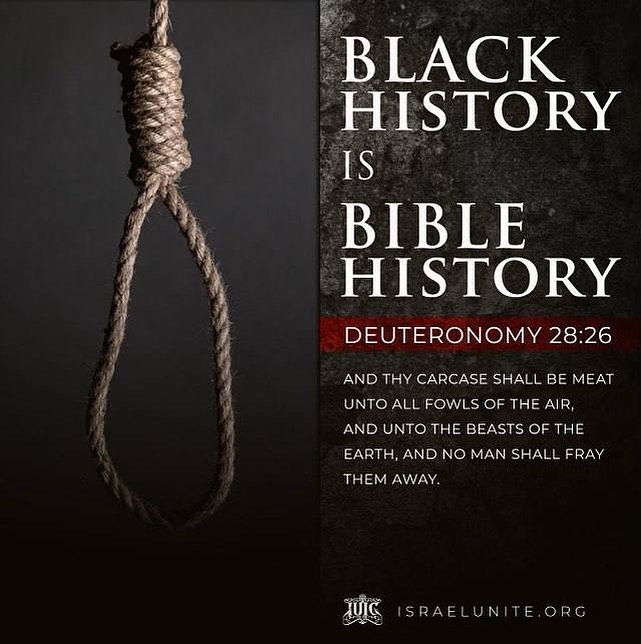 BLACK
HISTORY
IS
BIBLE
HISTORY
DEUTERONOMY 28:26
AND THY CARCASE SHALL BE MEAT
UNTO ALL FOWLS OF THE AIR,
AND UNTO THE BEASTS OF THE
EARTH, AND NO MAN SHALL FRAY
THEM AWAY.
IUIC ISRAELUNITE.ORG